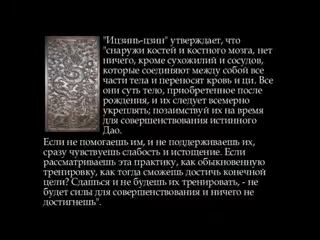 "Ицзинь-цзин" утверждает, что
"снаружи костей и костного мозга, нет
ничего, кроме сухожилий и сосудов,
которые соединяют между собой все
части тела и переносят кровь и ци. Все
они суть тело, приобретенное после
рождения, и их следует всемерно
укреплять; позаимствуй их на время
для совершенствования истинного
Дао.
Если не помогаешь им, и не поддерживаешь их,
сразу чувствуешь слабость и истощение. Если
рассматриваешь эту практику, как обыкновенную
тренировку, как тогда сможешь достичь конечной
цели? Сдашься и не будешь их тренировать, - не
будет силы для совершенствования и ничего не
достигнешь".